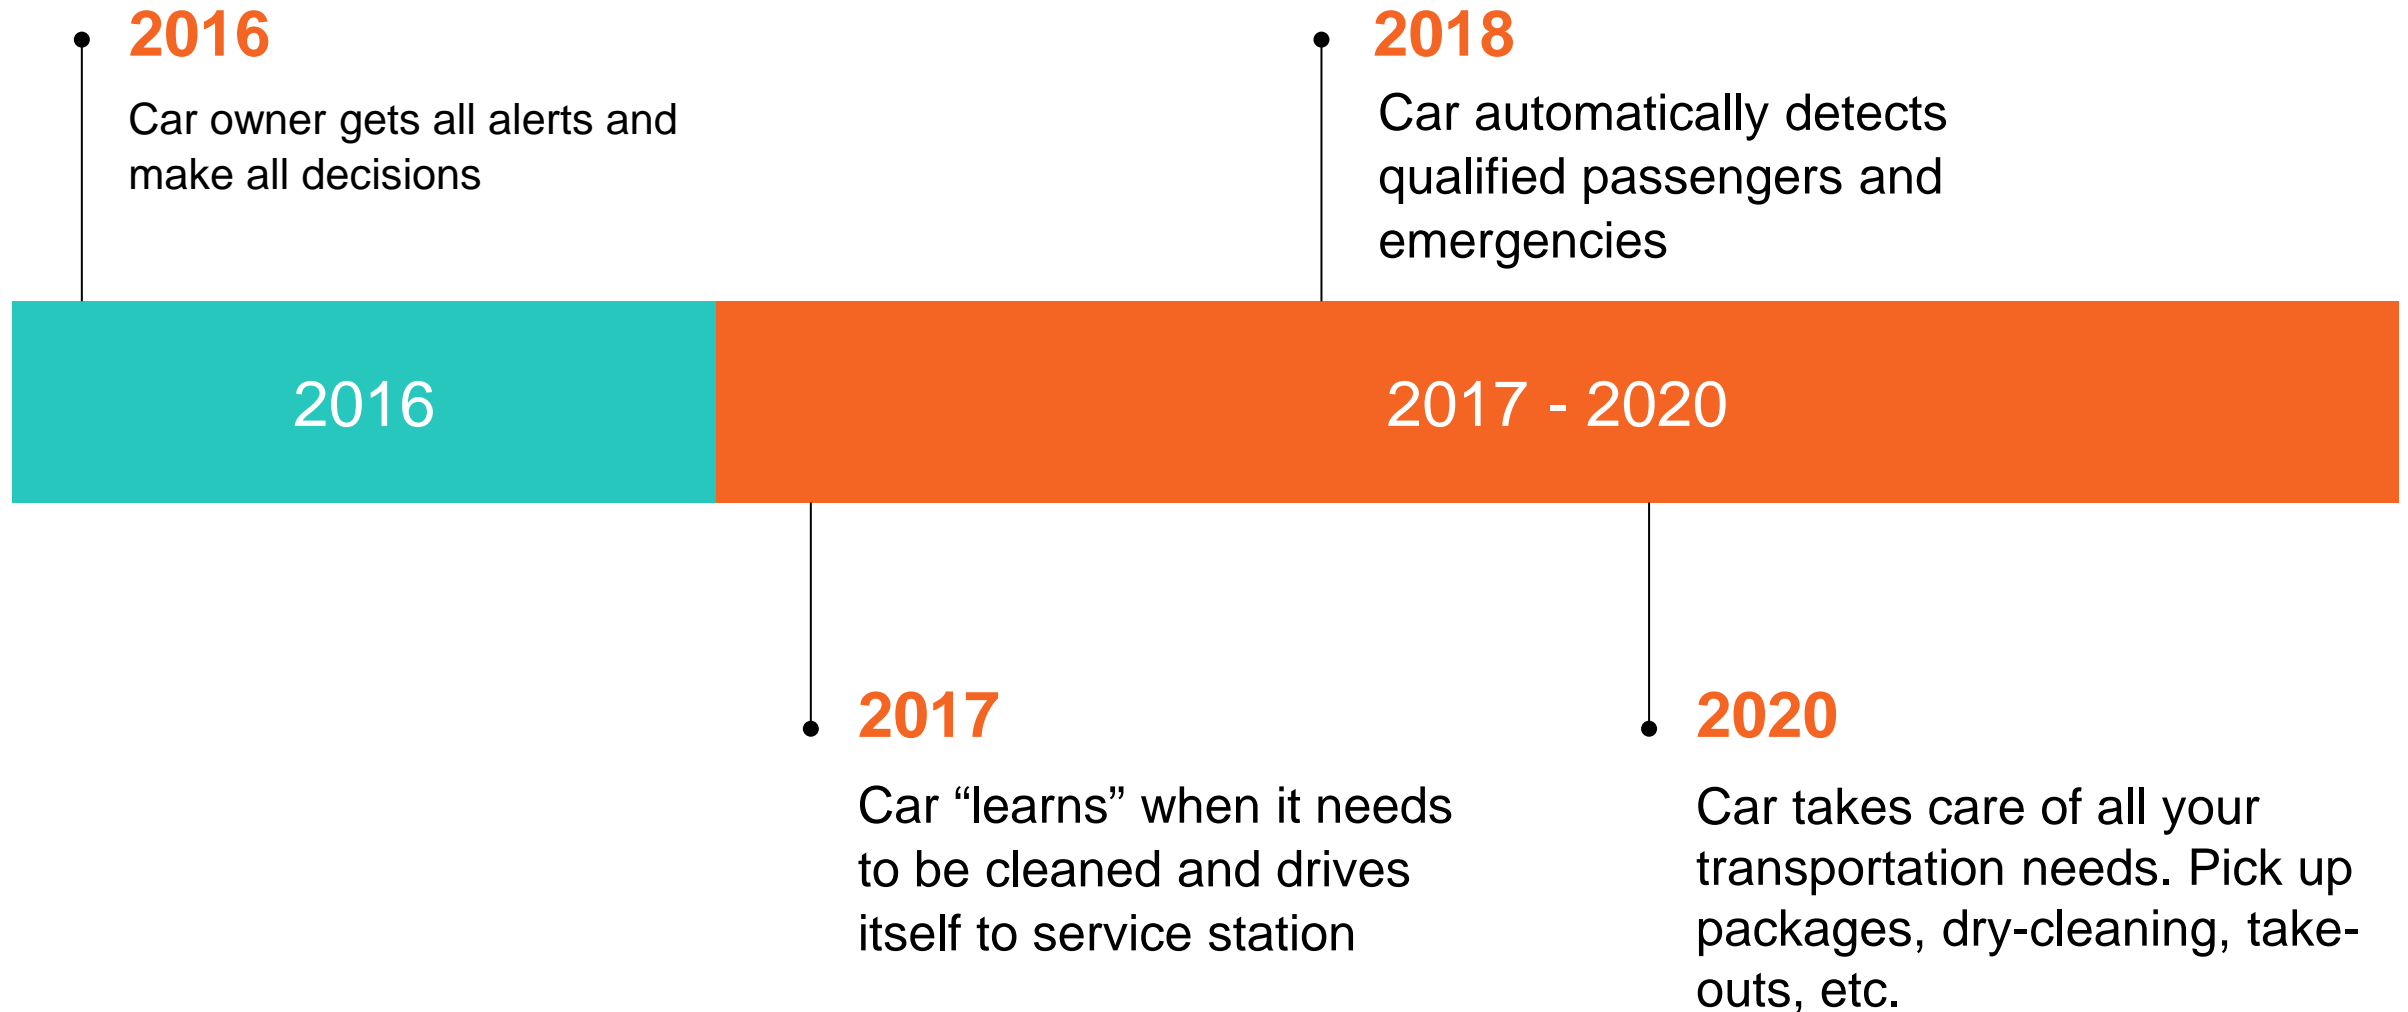 2016
Car owner gets all alerts and
make all decisions
2018
Car automatically detects
qualified passengers and
emergencies
2016
2017 - 2020
2017
Car “learns” when it needs
to be cleaned and drives
itself to service station
2020
Car takes care of all your
transportation needs. Pick up
packages, dry-cleaning, take-
outs, etc.